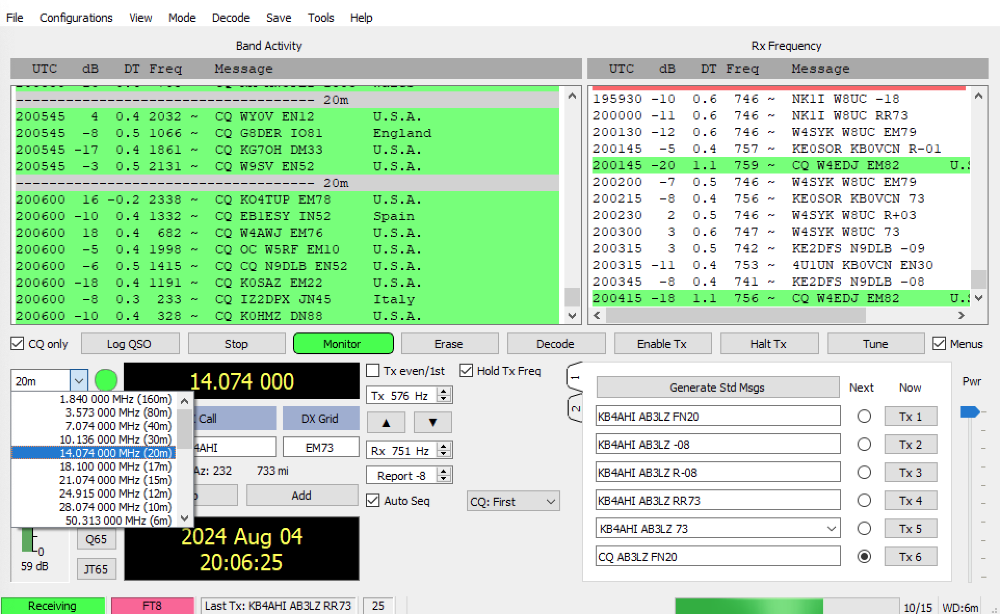 File Configurations View Mode Decode Save Tools Help
Band Activity
UTC dB DT Freq Message
------------------------------------ 20m
200545 4 0.4 2032 ~ CQ WY0V EN12 U.S.A.
200545 -8 0.5 1066 ~ CQ G8DER IO81 England
200545 -17 0.4 1861 ~ CQ KG7OH DM33 U.S.A.
200545 -3 0.5 2131 ~ CQ W9SV EN52 U.S.A.
------------------------------------ 20m
200600 16 -0.2 2338 ~ CQ KO4TUP EM78 U.S.A.
200600 -10 0.4 1332 ~ CQ EB1ESY IN52 Spain
200600 18 0.4 682 ~ CQ W4AWJ EM76 U.S.A.
200600 -5 0.4 1998 ~ CQ OC W5RF EM10 U.S.A.
200600 -6 0.5 1415 ~ CQ CQ N9DLB EN52 U.S.A.
200600 -18 0.4 1191 ~ CQ K0SAZ EM22 U.S.A.
200600 -8 0.3 233 ~ CQ IZ2DPX JN45 Italy
200600 -10 0.4 328 ~ CQ K0HMZ DN88 U.S.A.
Rx Frequency
UTC dB DT Freq Message
195930 -10 0.6 746 ~ NK1I W8UC -18
200000 -11 0.6 746 ~ NK1I W8UC RR73
200130 -12 0.6 746 ~ W4SYK W8UC EM79
200145 -5 0.4 757 ~ KE0SOR KB0VCN R-01
200145 -20 1.1 759 ~ CQ W4EDJ EM82 U.S
200200 -7 0.5 746 ~ W4SYK W8UC EM79
200215 -8 0.4 756 ~ KE0SOR KB0VCN 73
200230 2 0.5 746 ~ W4SYK W8UC R+03
200300 3 0.6 747 ~ W4SYK W8UC 73
200315 3 0.5 742 ~ KE2DFS N9DLB -09
200315 -11 0.4 753 ~ 4U1UN KB0VCN EN30
200345 -8 0.4 741 ~ KE2DFS N9DLB -08
200415 -18 1.1 756 ~ CQ W4EDJ EM82 U.S
CQ only Log QSO Stop Monitor Erase Decode Enable Tx Halt Tx Tune Menus
20m
1.840 000 MHz (160m)
3.573 000 MHz (80m)
7.074 000 MHz (40m)
10.136 000 MHz (30m)
14.074 000 MHz (20m)
18.100 000 MHz (17m)
21.074 000 MHz (15m)
24.915 000 MHz (12m)
28.074 000 MHz (10m)
50.313 000 MHz (6m)
0
59 dB
Q65
JT65
14.074 000
Call DX Grid
4AHI EM73
Az: 232 733 mi
Add
2024 Aug 04
20:06:25
Tx even/1st Hold Tx Freq
Tx 576 Hz
▲ ▼
Rx 751 Hz
Report -8
Auto Seq CQ: First
1
2
Generate Std Msgs Next Now Pwr
KB4AHI AB3LZ FN20 Tx 1
KB4AHI AB3LZ -08 Tx 2
KB4AHI AB3LZ R-08 Tx 3
KB4AHI AB3LZ RR73 Tx 4
KB4AHI AB3LZ 73 Tx 5
CQ AB3LZ FN20 Tx 6
Receiving FT8 Last Tx: KB4AHI AB3LZ RR73 25 10/15 WD:6m